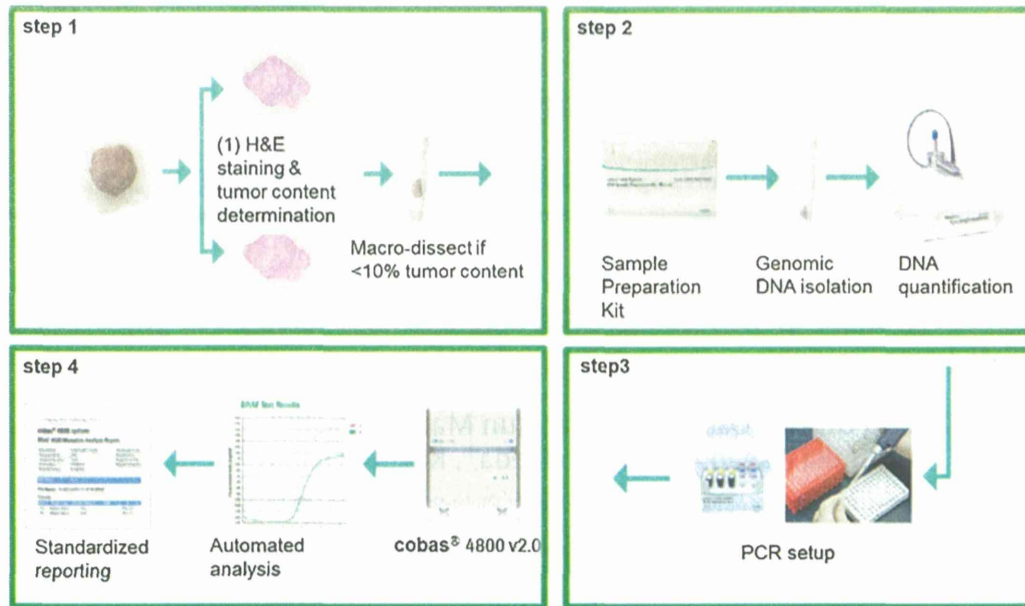 step 1
(1) H&E
staining &
tumor content
determination
Macro-dissect if
<10% tumor content
step 2
Sample
Preparation
Kit
Genomic
DNA isolation
DNA
quantification
step3
PCR setup
step 4
BRAF Test Results
cobas® 4800 v2.0
Automated
analysis
Standardized
reporting